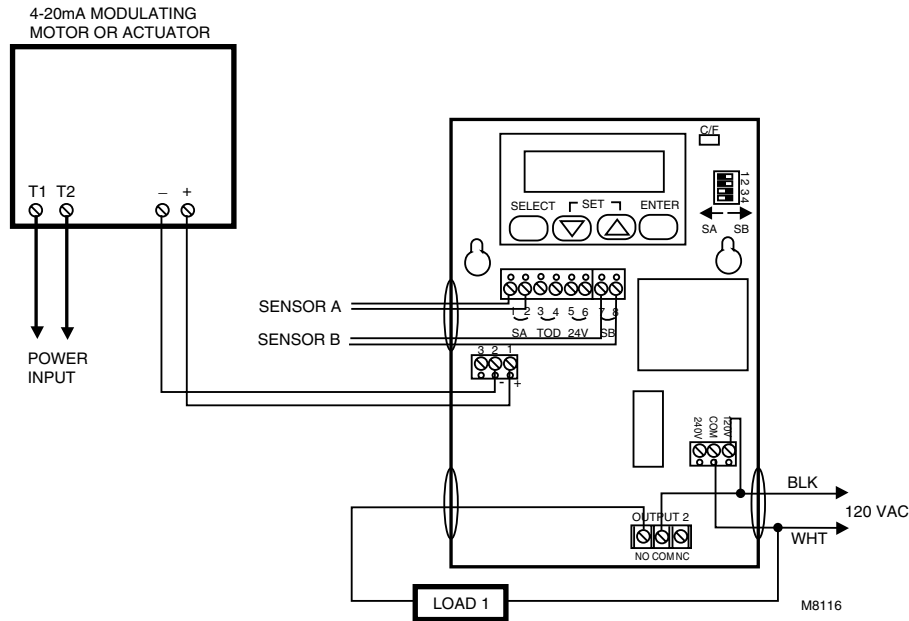 4-20mA MODULATING
MOTOR OR ACTUATOR
T1 T2 – +
POWER
INPUT
C/F
SELECT SET ENTER
1 2 3 4
SA SB
SENSOR A
SENSOR B
1 2 3 4 5 6 7 8
SA TOD 24V SB
3 2 1
- +
240V COM 120V
BLK
120 VAC
WHT
OUTPUT 2
NO COM NC
LOAD 1
M8116